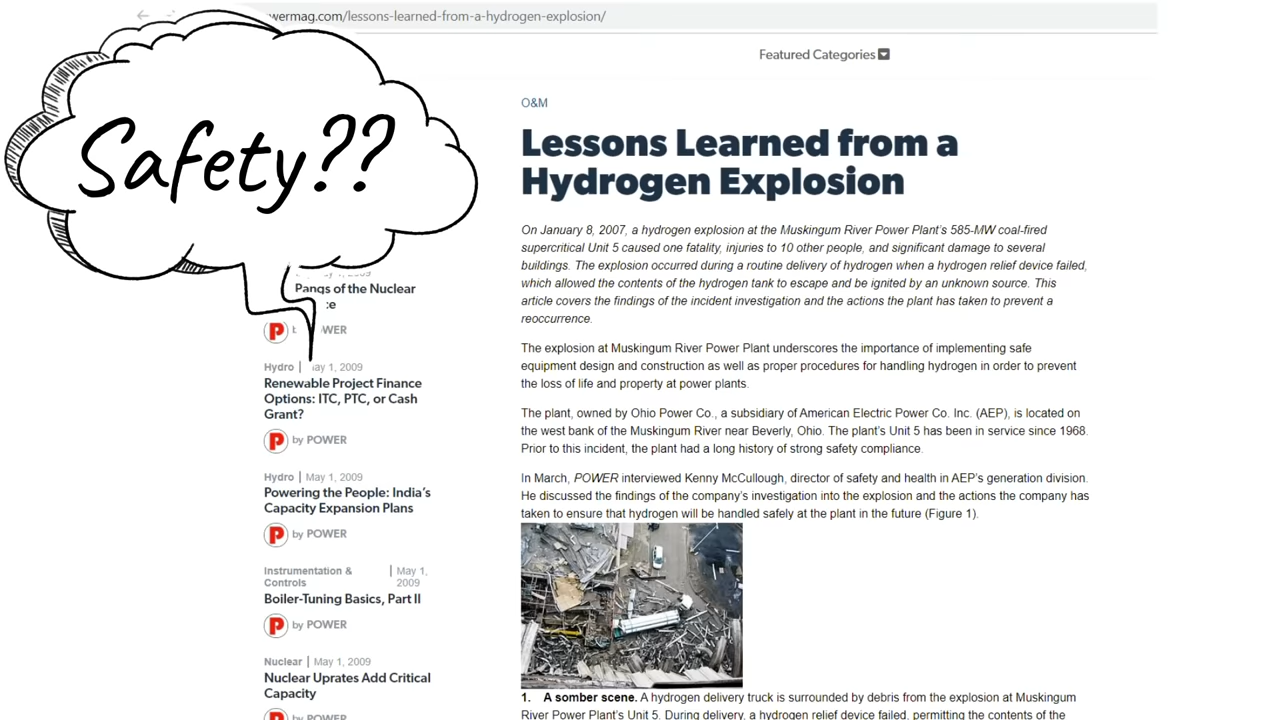 wermag.com/lessons-learned-from-a-hydrogen-explosion/
Featured Categories
Safety??
O&M
Lessons Learned from a
Hydrogen Explosion
On January 8, 2007, a hydrogen explosion at the Muskingum River Power Plant's 585-MW coal-fired
supercritical Unit 5 caused one fatality, injuries to 10 other people, and significant damage to several
buildings. The explosion occurred during a routine delivery of hydrogen when a hydrogen relief device failed,
which allowed the contents of the hydrogen tank to escape and be ignited by an unknown source. This
article covers the findings of the incident investigation and the actions the plant has taken to prevent a
reoccurrence.
The explosion at Muskingum River Power Plant underscores the importance of implementing safe
equipment design and construction as well as proper procedures for handling hydrogen in order to prevent
the loss of life and property at power plants.
The plant, owned by Ohio Power Co., a subsidiary of American Electric Power Co. Inc. (AEP), is located on
the west bank of the Muskingum River near Beverly, Ohio. The plant's Unit 5 has been in service since 1968.
Prior to this incident, the plant had a long history of strong safety compliance.
In March, POWER interviewed Kenny McCullough, director of safety and health in AEP's generation division.
He discussed the findings of the company's investigation into the explosion and the actions the company has
taken to ensure that hydrogen will be handled safely at the plant in the future (Figure 1).
1. A somber scene. A hydrogen delivery truck is surrounded by debris from the explosion at Muskingum
River Power Plant's Unit 5. During delivery, a hydrogen relief device failed, permitting the contents of the
1, 2009
Pangs of the Nuclear
WER
Hydro | May 1, 2009
Renewable Project Finance
Options: ITC, PTC, or Cash
Grant?
P by POWER
Hydro | May 1, 2009
Powering the People: India's
Capacity Expansion Plans
P by POWER
Instrumentation & | May 1,
Controls 2009
Boiler-Tuning Basics, Part II
P by POWER
Nuclear | May 1, 2009
Nuclear Uprates Add Critical
Capacity
by POWER